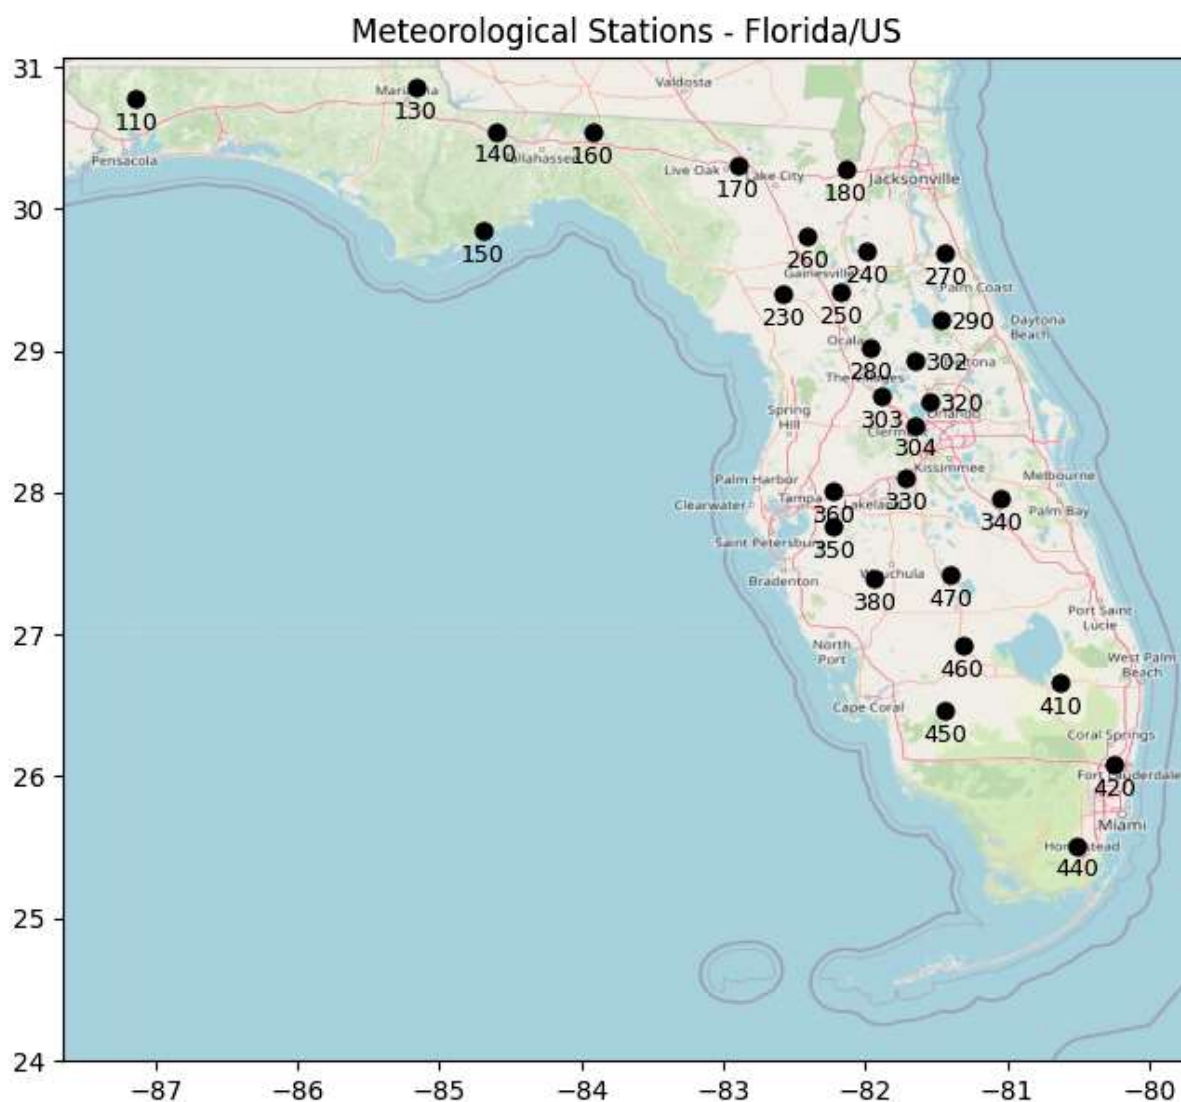 Meteorological Stations - Florida/US
31
30
29
28
27
26
25
24
Valdosta
130
110
Pensacola
140
160
Live Oak
Lake City
170
180
Jacksonville
150
260
240
270
Gainesville
Palm Coast
230
250
290
Daytona
Beach
Ocala
280
302
303
320
Orlando
Spring
Hill
304
Kissimmee
Palm Harbor
Melbourne
Clearwater
Tampa
360
Lakeland
330
340
Palm Bay
Saint Petersburg
350
Bradenton
380
470
Port Saint
Lucie
North
Port
460
West Palm
Beach
Cape Coral
450
410
Coral Springs
Fort Lauderdale
420
Miami
440
−87
−86
−85
−84
−83
−82
−81
−80